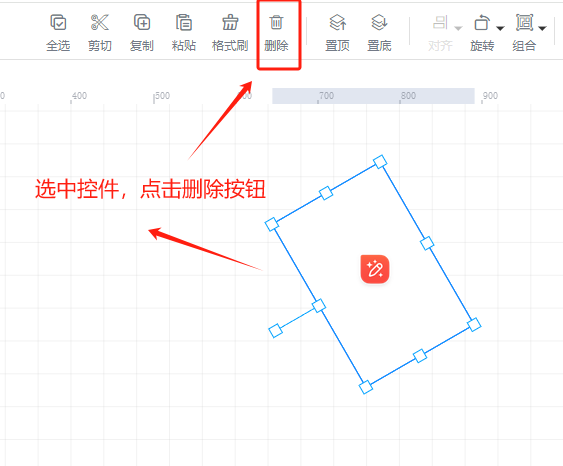 全选 剪切 复制 粘贴 格式刷 删除 置顶 置底 对齐 旋转 组合
400 500 700 800 900
选中控件，点击删除按钮